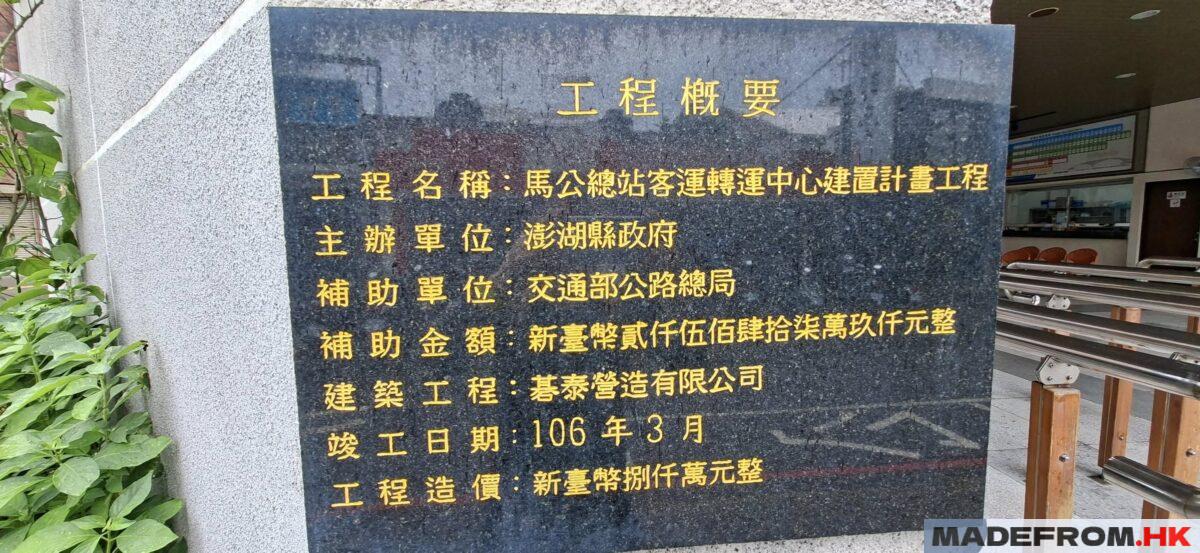 工程概要
工程名稱：馬公總站客運轉運中心建置計畫工程
主辦單位：澎湖縣政府
補助單位：交通部公路總局
補助金額：新臺幣貳仟伍佰肆拾柒萬玖仟元整
建築工程：碁泰營造有限公司
竣工日期：106 年 3 月
工程造價：新臺幣捌仟萬元整
MADEFROM.HK